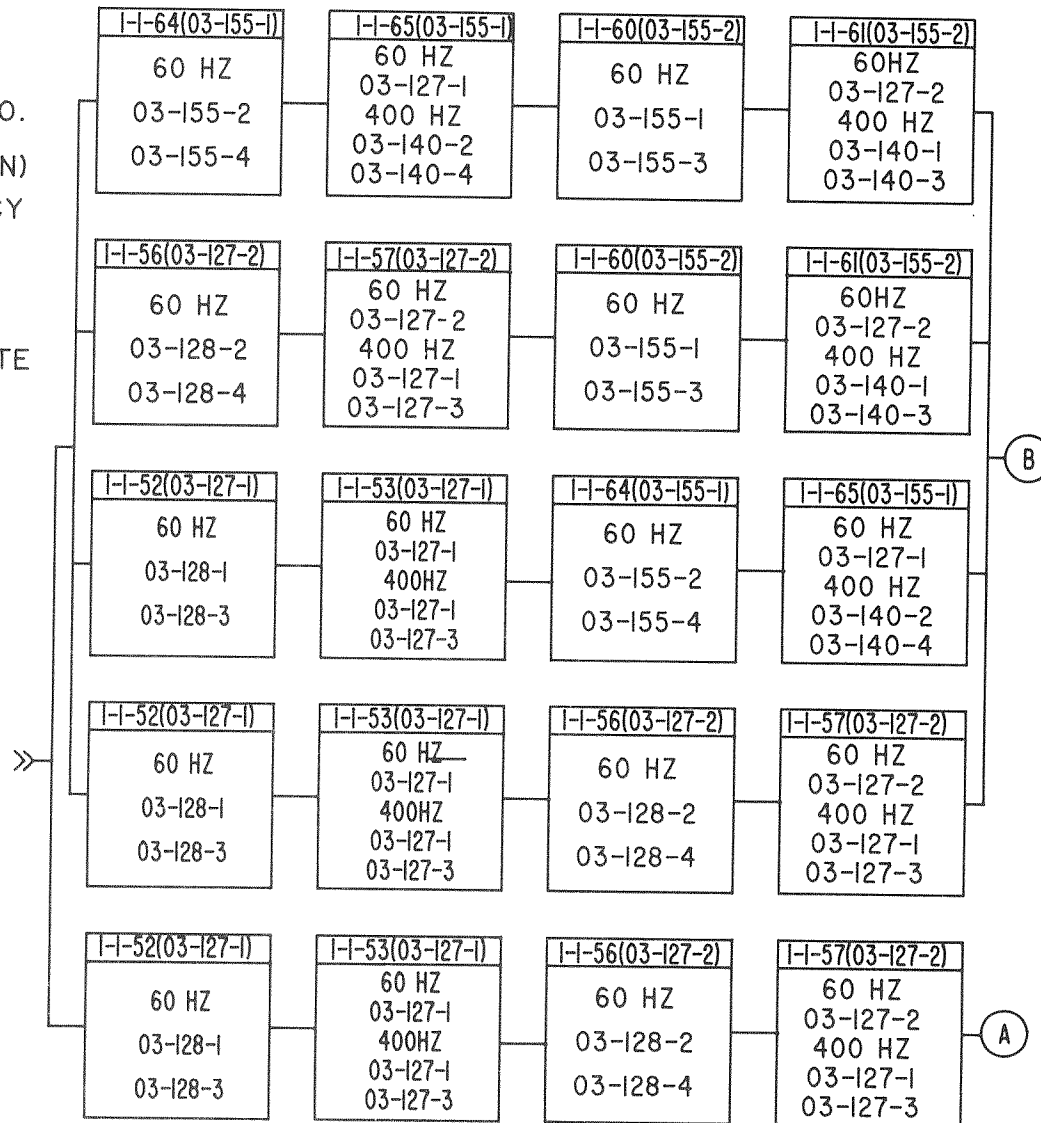 O.
N)
CY
TE
1-1-64(03-155-1)
60 HZ
03-155-2
03-155-4
1-1-65(03-155-1)
60 HZ
03-127-1
400 HZ
03-140-2
03-140-4
1-1-60(03-155-2)
60 HZ
03-155-1
03-155-3
1-1-61(03-155-2)
60HZ
03-127-2
400 HZ
03-140-1
03-140-3
1-1-56(03-127-2)
60 HZ
03-128-2
03-128-4
1-1-57(03-127-2)
60 HZ
03-127-2
400 HZ
03-127-1
03-127-3
1-1-60(03-155-2)
60 HZ
03-155-1
03-155-3
1-1-61(03-155-2)
60HZ
03-127-2
400 HZ
03-140-1
03-140-3
B
1-1-52(03-127-1)
60 HZ
03-128-1
03-128-3
1-1-53(03-127-1)
60 HZ
03-127-1
400HZ
03-127-1
03-127-3
1-1-64(03-155-1)
60 HZ
03-155-2
03-155-4
1-1-65(03-155-1)
60 HZ
03-127-1
400 HZ
03-140-2
03-140-4
1-1-52(03-127-1)
60 HZ
03-128-1
03-128-3
1-1-53(03-127-1)
60 HZ
03-127-1
400HZ
03-127-1
03-127-3
1-1-56(03-127-2)
60 HZ
03-128-2
03-128-4
1-1-57(03-127-2)
60 HZ
03-127-2
400 HZ
03-127-1
03-127-3
1-1-52(03-127-1)
60 HZ
03-128-1
03-128-3
1-1-53(03-127-1)
60 HZ
03-127-1
400HZ
03-127-1
03-127-3
1-1-56(03-127-2)
60 HZ
03-128-2
03-128-4
1-1-57(03-127-2)
60 HZ
03-127-2
400 HZ
03-127-1
03-127-3
A